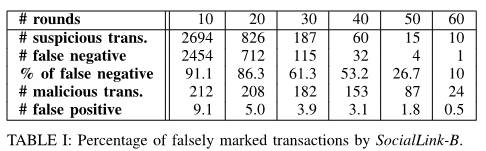 # rounds 10 20 30 40 50 60
# suspicious trans. 2694 826 187 60 15 10
# false negative 2454 712 115 32 4 1
% of false negative 91.1 86.3 61.3 53.2 26.7 10
# malicious trans. 212 208 182 153 87 24
# false positive 9.1 5.0 3.9 3.1 1.8 0.5
TABLE I: Percentage of falsely marked transactions by SocialLink-B.